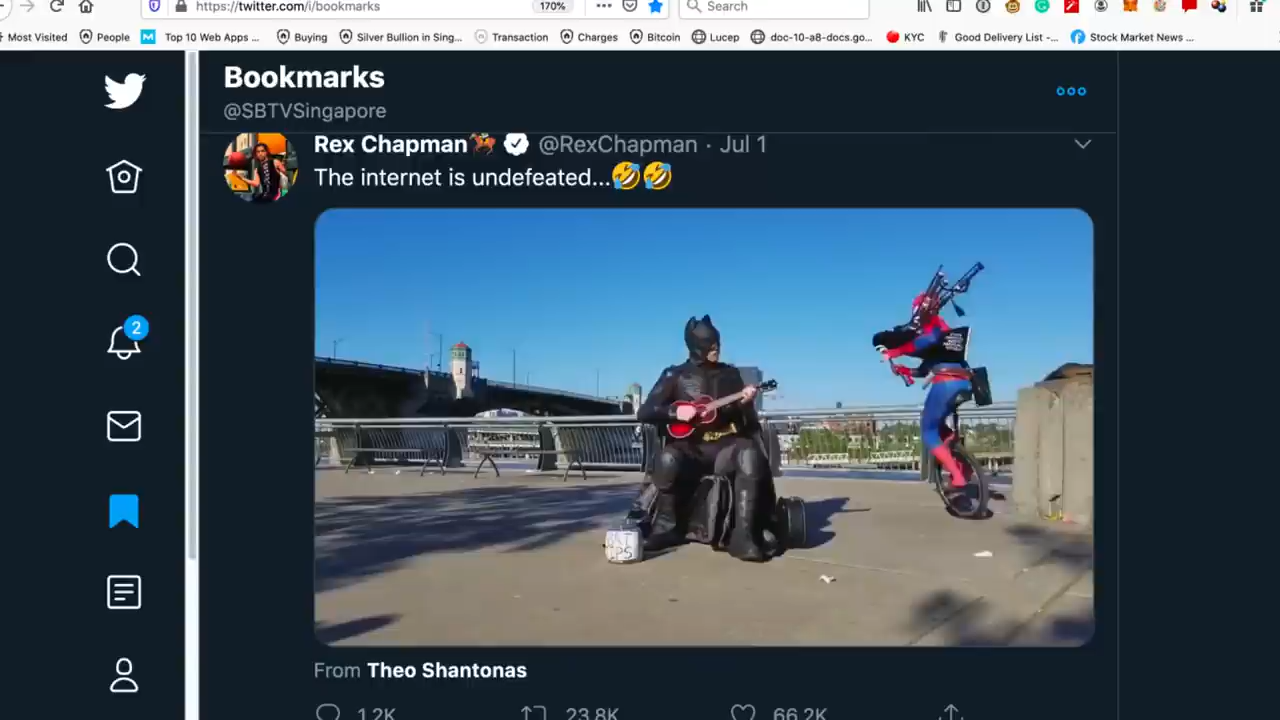 https://twitter.com/i/bookmarks
170%
Search
Most Visited
People
Top 10 Web Apps ...
Buying
Silver Bullion in Sing...
Transaction
Charges
Bitcoin
Lucep
doc-10-a8-docs.go...
KYC
Good Delivery List -...
Stock Market News ...
Bookmarks
@SBTVSingapore
Rex Chapman🏇 @RexChapman · Jul 1
The internet is undefeated...🤣🤣
2
From Theo Shantonas
1.2K
23.8K
66.2K